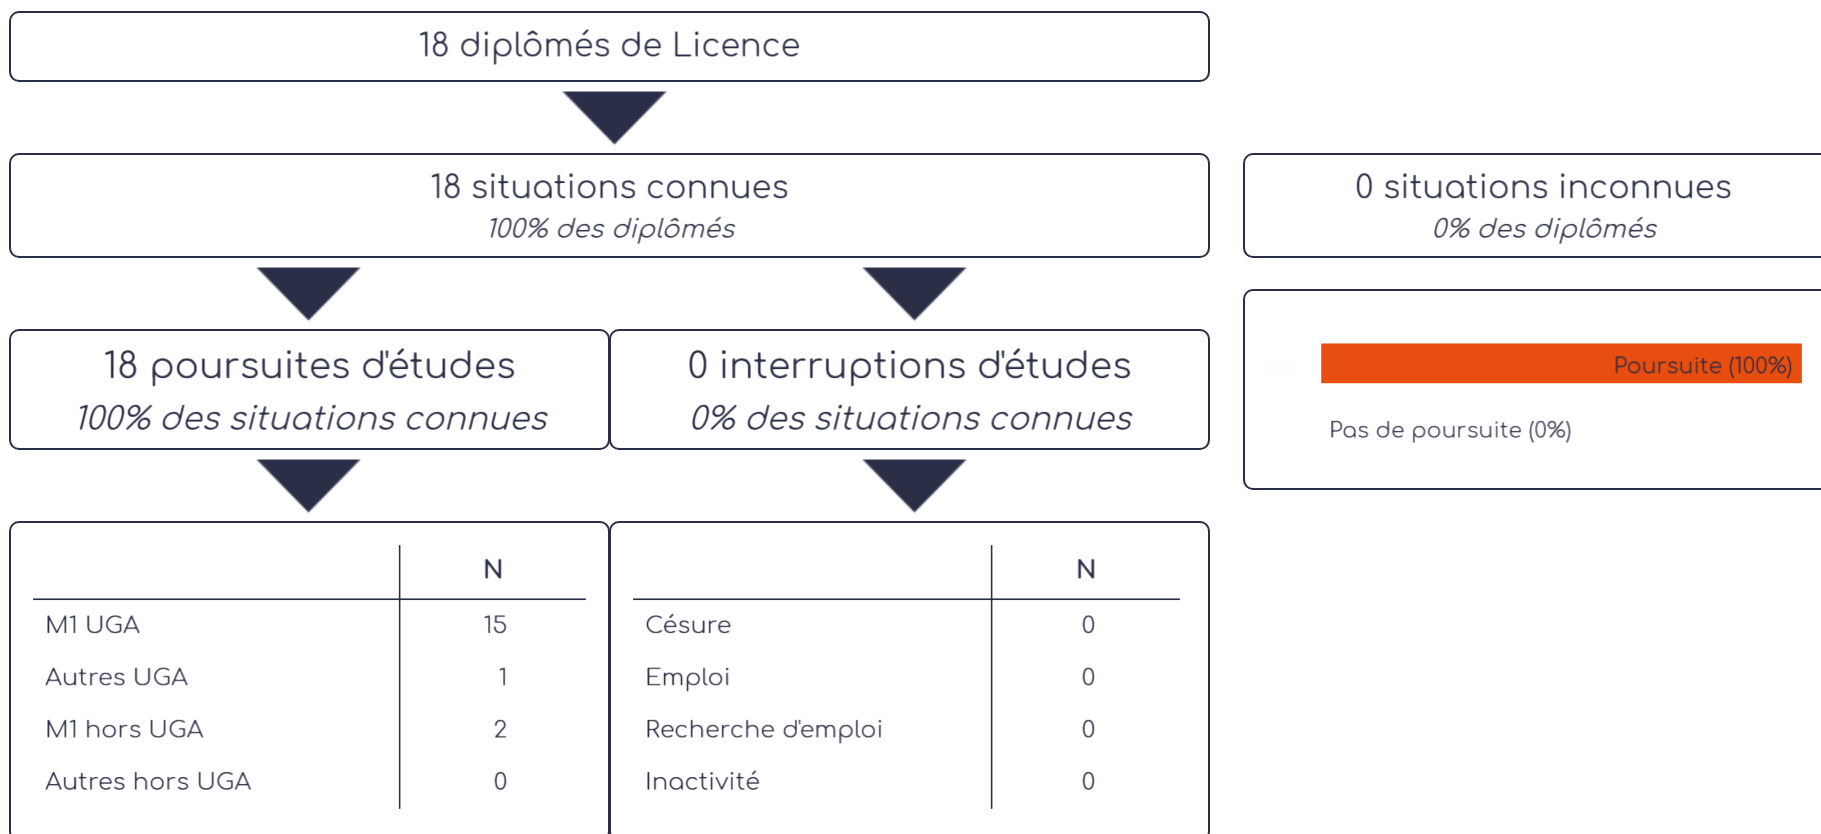 18 diplômés de Licence
18 situations connues
100% des diplômés
0 situations inconnues
0% des diplômés
18 poursuites d'études
100% des situations connues
0 interruptions d'études
0% des situations connues
Poursuite (100%)
Pas de poursuite (0%)
N
M1 UGA 15
Autres UGA 1
M1 hors UGA 2
Autres hors UGA 0
N
Césure 0
Emploi 0
Recherche d'emploi 0
Inactivité 0